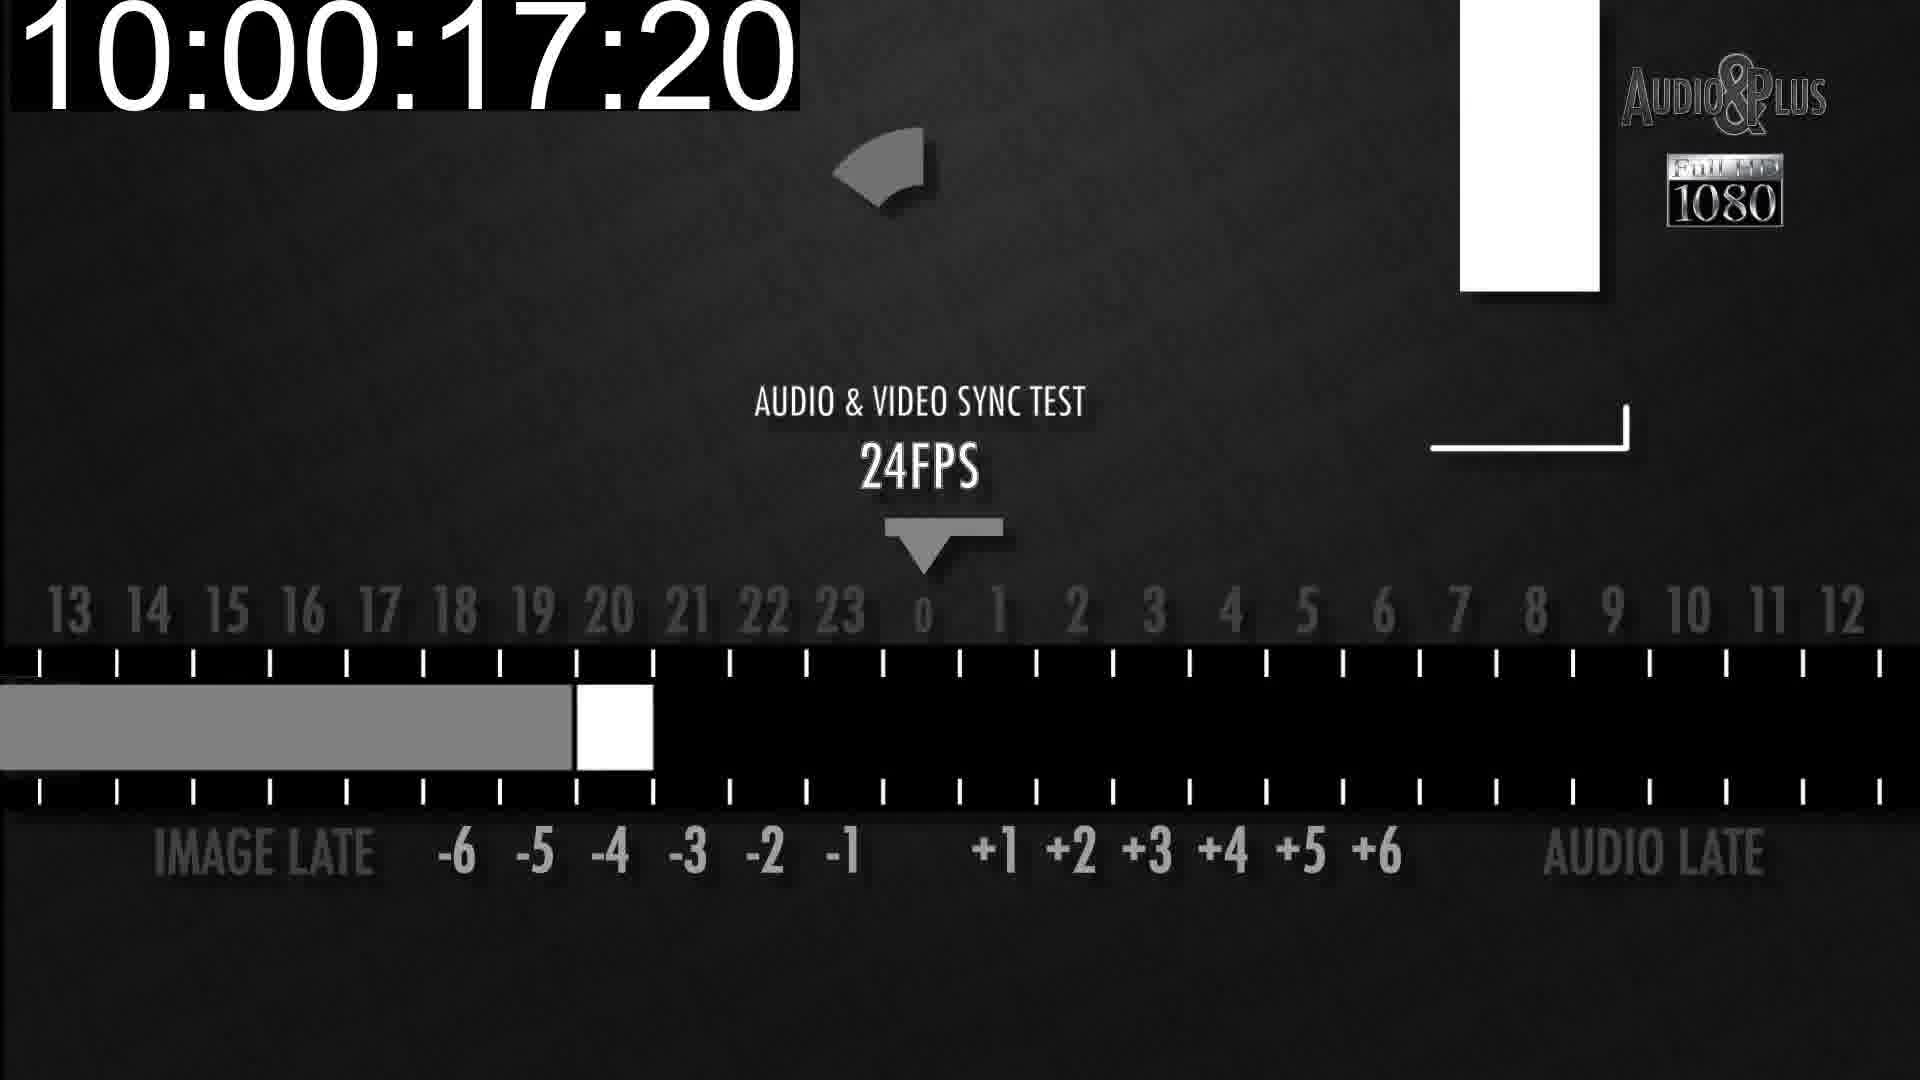 10:00:17:20
AUDIO&PLUS
Full HD
1080
AUDIO & VIDEO SYNC TEST
24FPS
13 14 15 16 17 18 19 20 21 22 23 0 1 2 3 4 5 6 7 8 9 10 11 12
IMAGE LATE -6 -5 -4 -3 -2 -1 +1 +2 +3 +4 +5 +6 AUDIO LATE